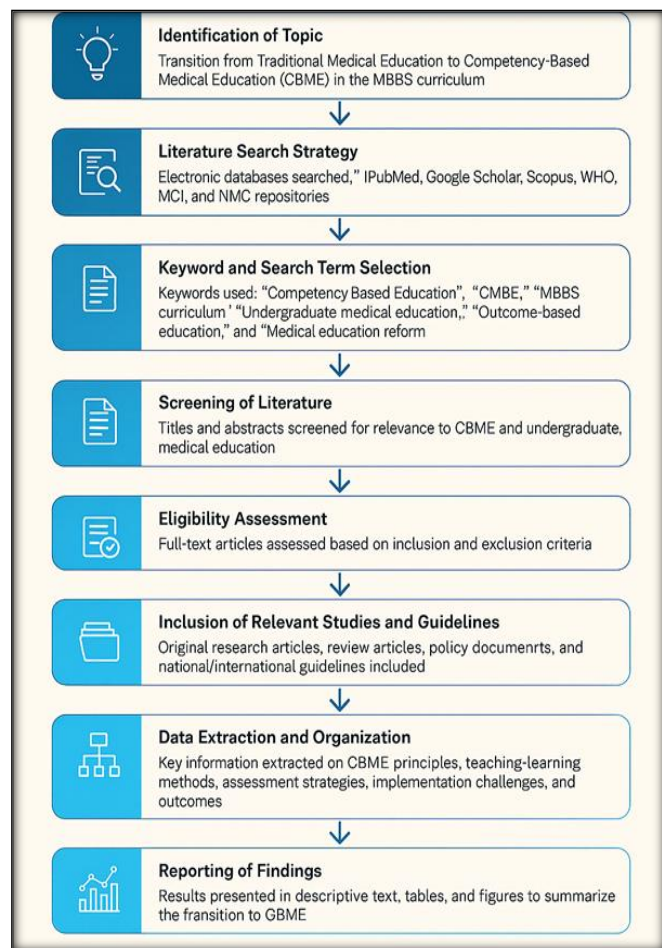 Identification of Topic
Transition from Traditional Medical Education to Competency-Based
Medical Education (CBME) in the MBBS curriculum
Literature Search Strategy
Electronic databases searched,” IPubMed, Google Scholar, Scopus, WHO,
MCI, and NMC repositories
Keyword and Search Term Selection
Keywords used: “Competency Based Education”, “CMBE,” “MBBS
curriculum ’ “Undergraduate medical education,” “Outcome-based
education,” and “Medical education reform
Screening of Literature
Titles and abstracts screened for relevance to CBME and undergraduate,
medical education
Eligibility Assessment
Full-text articles assessed based on inclusion and exclusion criteria
Inclusion of Relevant Studies and Guidelines
Original research articles, review articles, policy documenrts, and
national/international guidelines included
Data Extraction and Organization
Key information extracted on CBME principles, teaching-learning
methods, assessment strategies, implementation challenges, and
outcomes
Reporting of Findings
Results presented in descriptive text, tables, and figures to summarize
the fransition to GBME